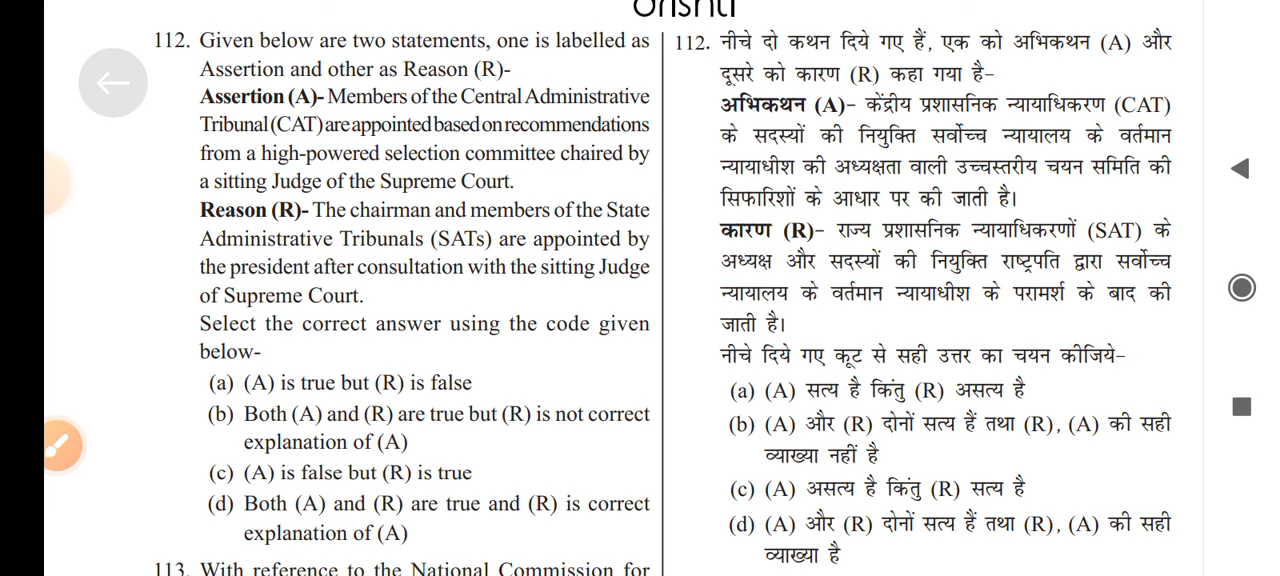 112. Given below are two statements, one is labelled as
Assertion and other as Reason (R)-
Assertion (A)- Members of the Central Administrative
Tribunal (CAT) are appointed based on recommendations
from a high-powered selection committee chaired by
a sitting Judge of the Supreme Court.
Reason (R)- The chairman and members of the State
Administrative Tribunals (SATs) are appointed by
the president after consultation with the sitting Judge
of Supreme Court.
Select the correct answer using the code given
below-
(a) (A) is true but (R) is false
(b) Both (A) and (R) are true but (R) is not correct
explanation of (A)
(c) (A) is false but (R) is true
(d) Both (A) and (R) are true and (R) is correct
explanation of (A)
113. With reference to the National Commission for
112. नीचे दो कथन दिये गए हैं, एक को अभिकथन (A) और
दूसरे को कारण (R) कहा गया है-
अभिकथन (A)- केंद्रीय प्रशासनिक न्यायाधिकरण (CAT)
के सदस्यों की नियुक्ति सर्वोच्च न्यायालय के वर्तमान
न्यायाधीश की अध्यक्षता वाली उच्चस्तरीय चयन समिति की
सिफारिशों के आधार पर की जाती है।
कारण (R)- राज्य प्रशासनिक न्यायाधिकरणों (SAT) के
अध्यक्ष और सदस्यों की नियुक्ति राष्ट्रपति द्वारा सर्वोच्च
न्यायालय के वर्तमान न्यायाधीश के परामर्श के बाद की
जाती है।
नीचे दिये गए कूट से सही उत्तर का चयन कीजिये-
(a) (A) सत्य है किंतु (R) असत्य है
(b) (A) और (R) दोनों सत्य हैं तथा (R), (A) की सही
व्याख्या नहीं है
(c) (A) असत्य है किंतु (R) सत्य है
(d) (A) और (R) दोनों सत्य हैं तथा (R), (A) की सही
व्याख्या है